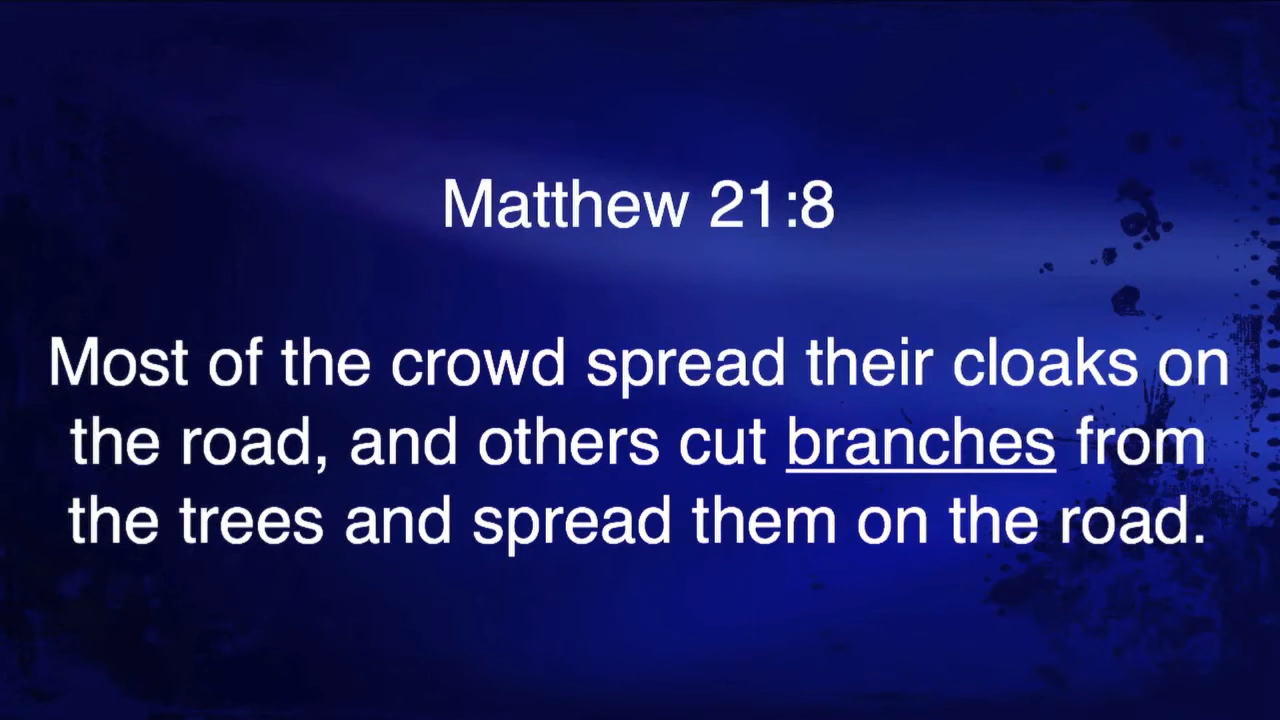 Matthew 21:8
Most of the crowd spread their cloaks on
the road, and others cut branches from
the trees and spread them on the road.